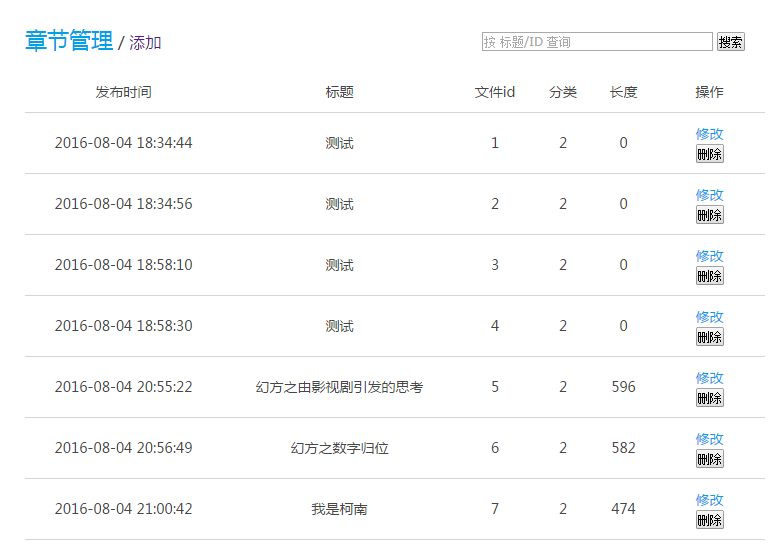 章节管理 / 添加
按 标题/ID 查询 搜索
发布时间 标题 文件id 分类 长度 操作
2016-08-04 18:34:44 测试 1 2 0 修改
删除
2016-08-04 18:34:56 测试 2 2 0 修改
删除
2016-08-04 18:58:10 测试 3 2 0 修改
删除
2016-08-04 18:58:30 测试 4 2 0 修改
删除
2016-08-04 20:55:22 幻方之由影视剧引发的思考 5 2 596 修改
删除
2016-08-04 20:56:49 幻方之数字归位 6 2 582 修改
删除
2016-08-04 21:00:42 我是柯南 7 2 474 修改
删除